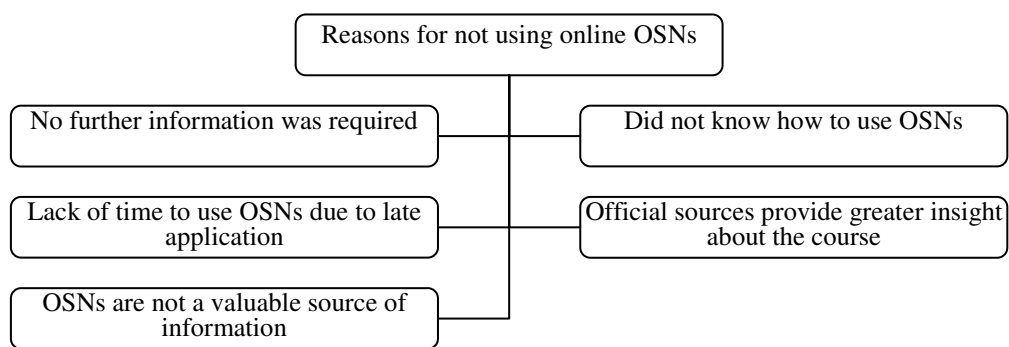 Reasons for not using online OSNs
No further information was required
Did not know how to use OSNs
Lack of time to use OSNs due to late
application
Official sources provide greater insight
about the course
OSNs are not a valuable source of
information